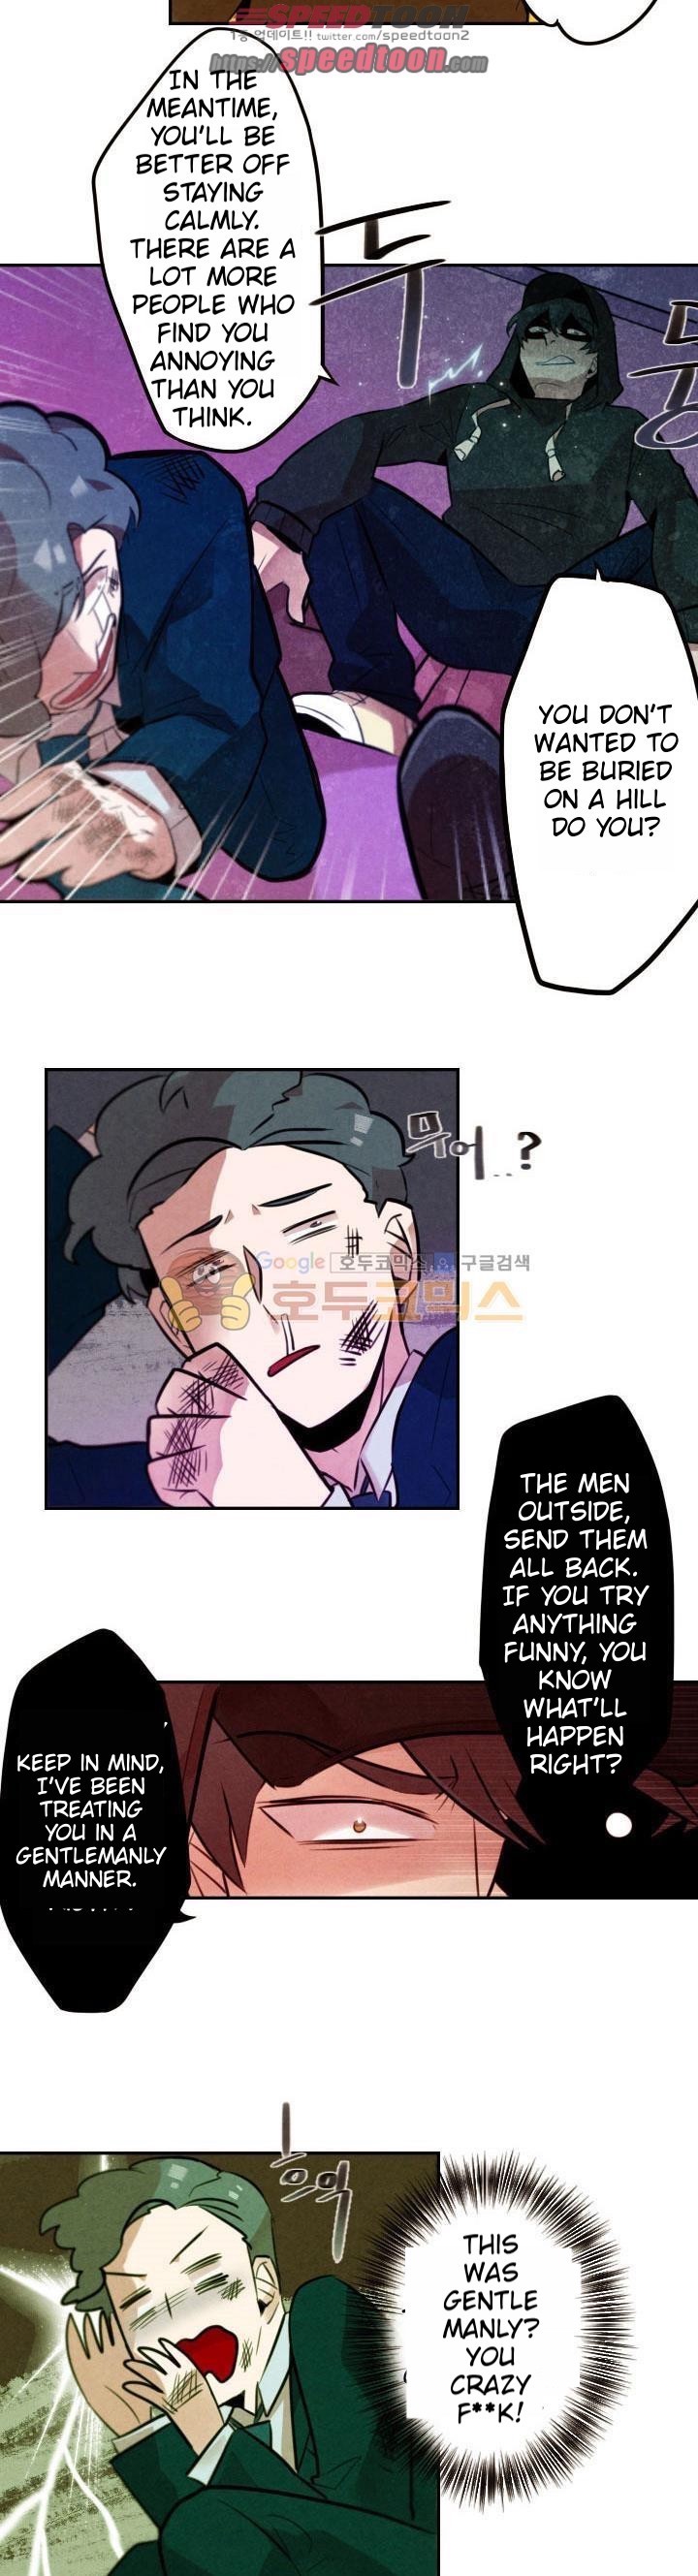 SPEEDTOON
1등 업데이트!! twitter.com/speedtoon2
https://speedtoon.com
IN THE
MEANTIME,
YOU'LL BE
BETTER OFF
STAYING
CALMLY.
THERE ARE A
LOT MORE
PEOPLE WHO
FIND YOU
ANNOYING
THAN YOU
THINK.
YOU DON'T
WANTED TO
BE BURIED
ON A HILL
DO YOU?
무어...?
Google 호두코믹스 구글검색
호두코믹스
THE MEN
OUTSIDE,
SEND THEM
ALL BACK.
IF YOU TRY
ANYTHING
FUNNY, YOU
KNOW
WHAT'LL
HAPPEN
RIGHT?
KEEP IN MIND,
I'VE BEEN
TREATING
YOU IN A
GENTLEMANLY
MANNER.
으윽
THIS
WAS
GENTLE
MANLY?
YOU
CRAZY
F**K!